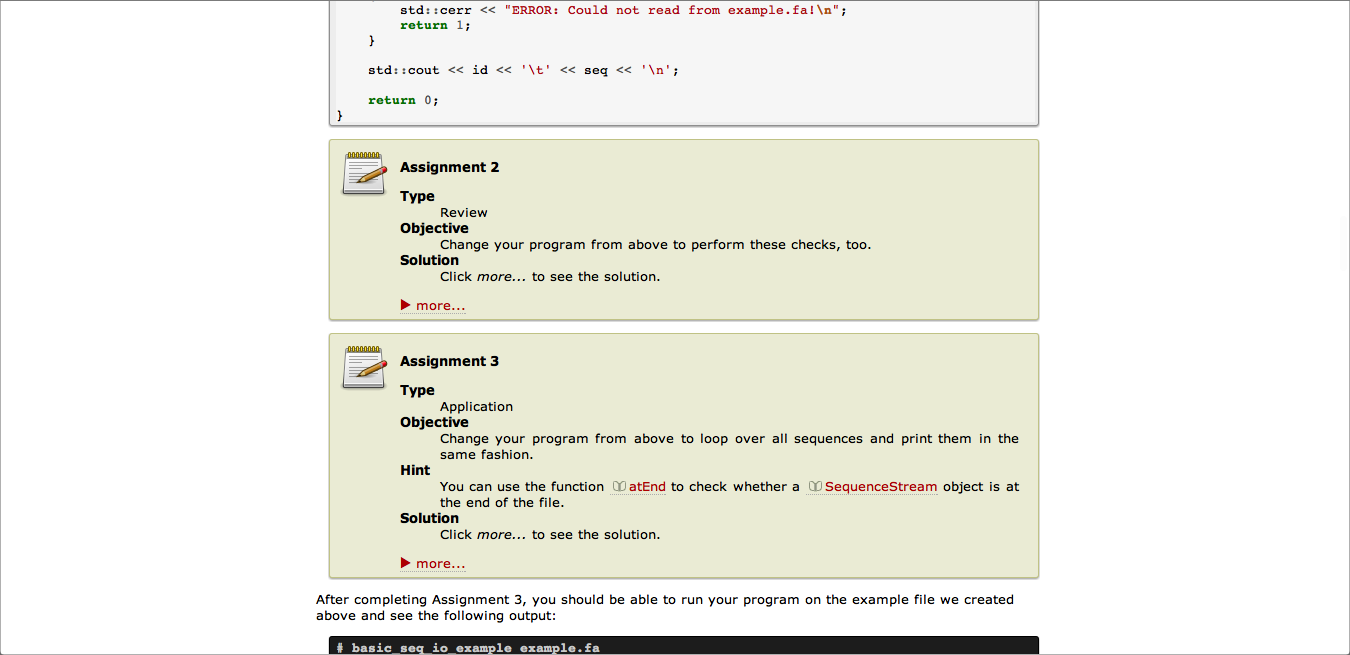 std::cerr << "ERROR: Could not read from example.fa!\n";
return 1;
}
std::cout << id << '\t' << seq << '\n';
return 0;
}
Assignment 2
Type
Review
Objective
Change your program from above to perform these checks, too.
Solution
Click more... to see the solution.
more...
Assignment 3
Type
Application
Objective
Change your program from above to loop over all sequences and print them in the
same fashion.
Hint
You can use the function atEnd to check whether a SequenceStream object is at
the end of the file.
Solution
Click more... to see the solution.
more...
After completing Assignment 3, you should be able to run your program on the example file we created
above and see the following output:
# basic_seq_io_example example.fa